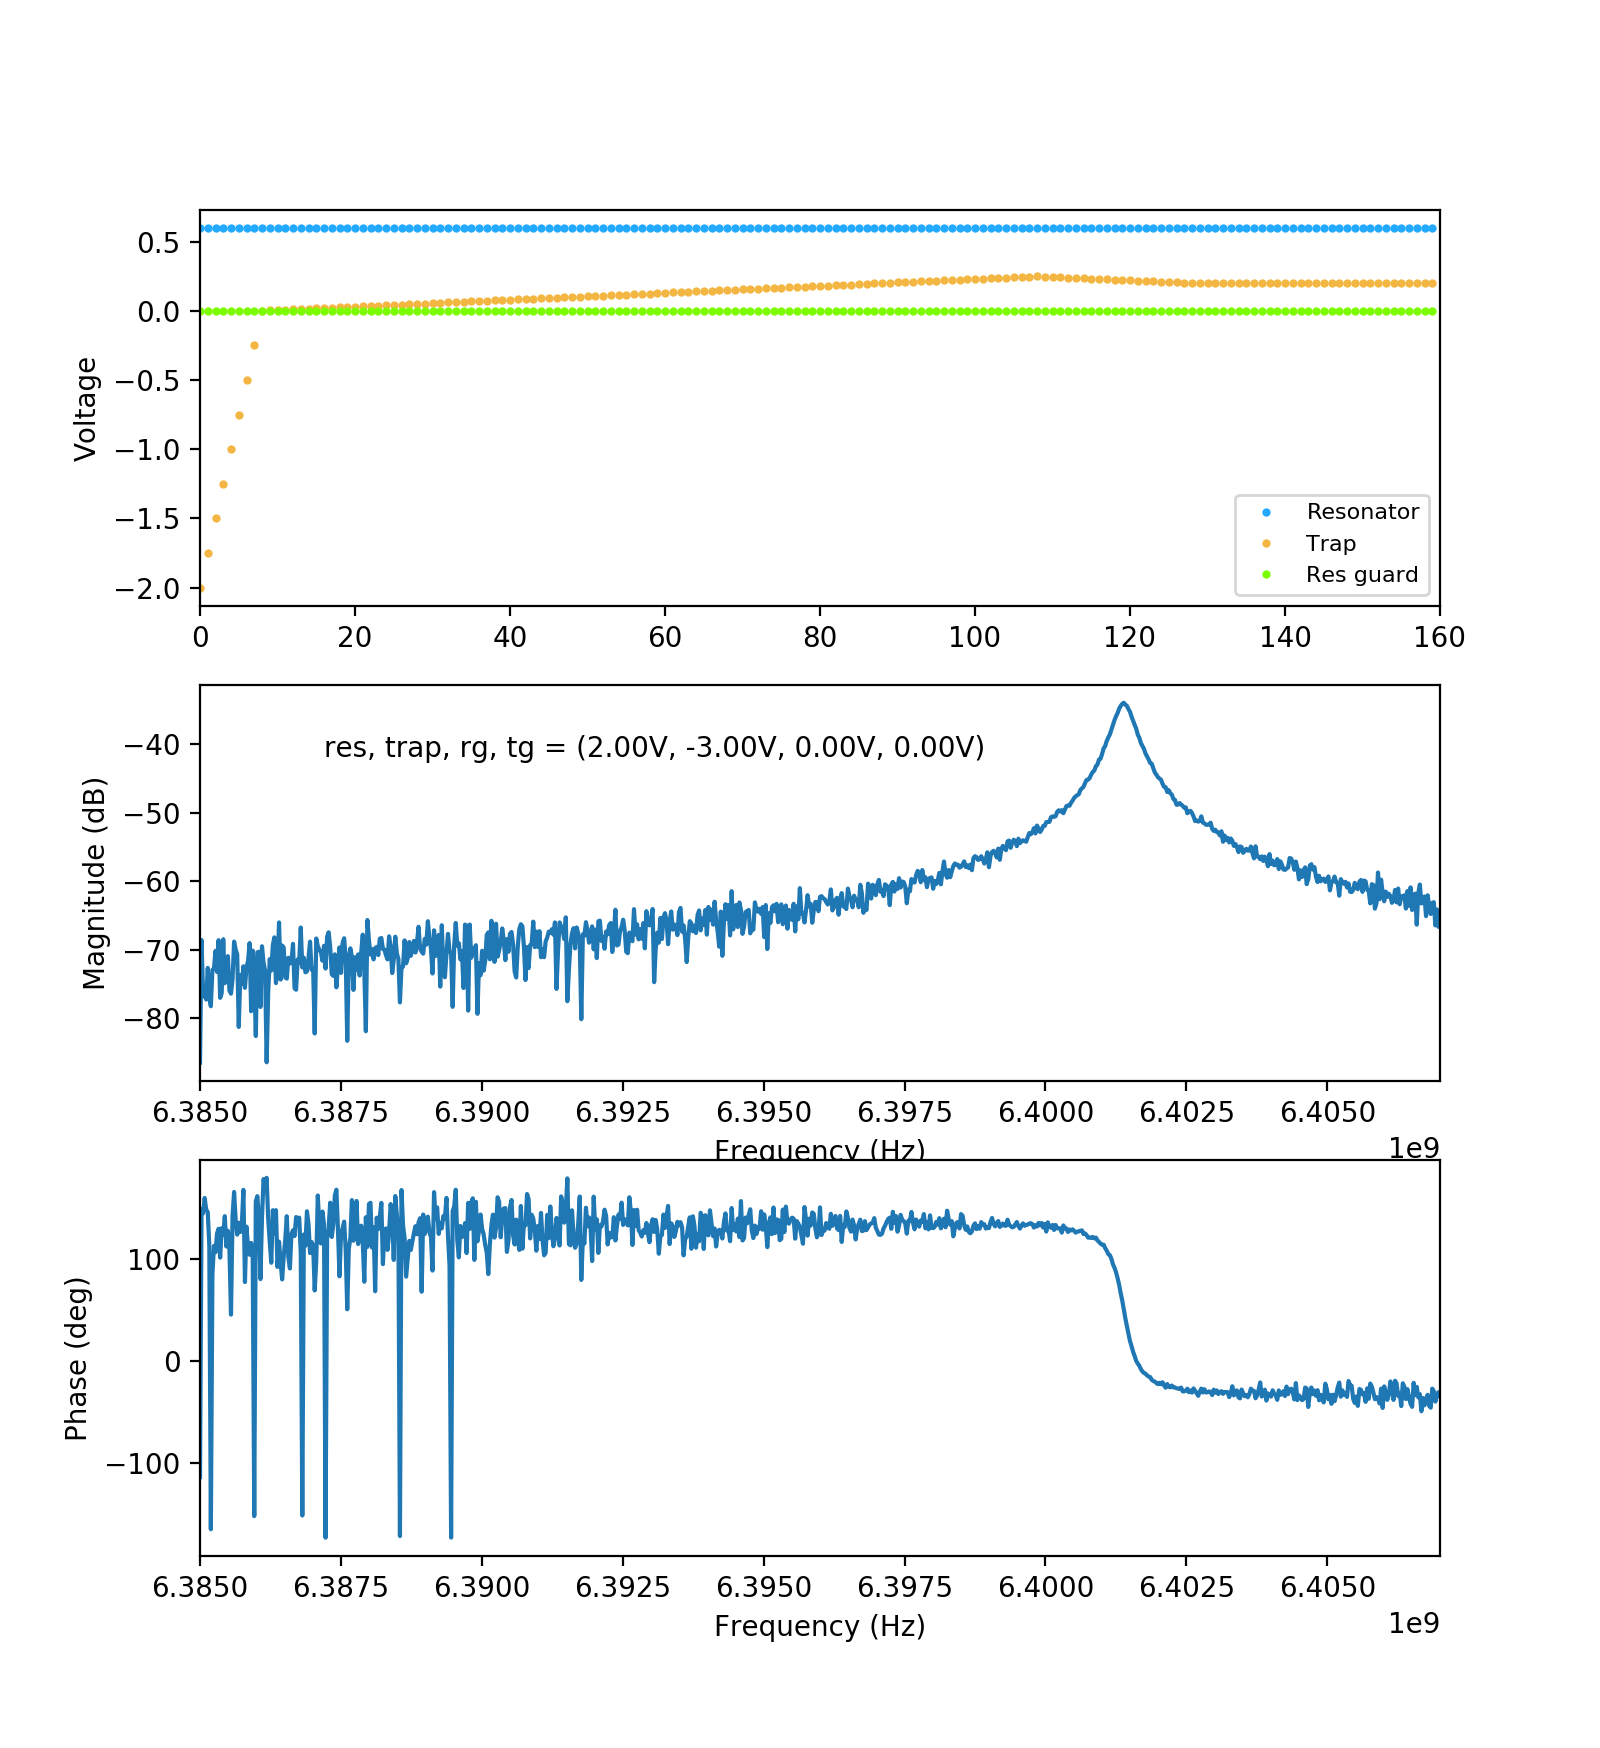 0.5
0.0
−0.5
−1.0
−1.5
−2.0
Voltage
Resonator
Trap
Res guard
0 20 40 60 80 100 120 140 160
res, trap, rg, tg = (2.00V, -3.00V, 0.00V, 0.00V)
−40
−50
−60
−70
−80
Magnitude (dB)
6.3850 6.3875 6.3900 6.3925 6.3950 6.3975 6.4000 6.4025 6.4050
1e9
Frequency (Hz)
100
0
−100
Phase (deg)
6.3850 6.3875 6.3900 6.3925 6.3950 6.3975 6.4000 6.4025 6.4050
1e9
Frequency (Hz)